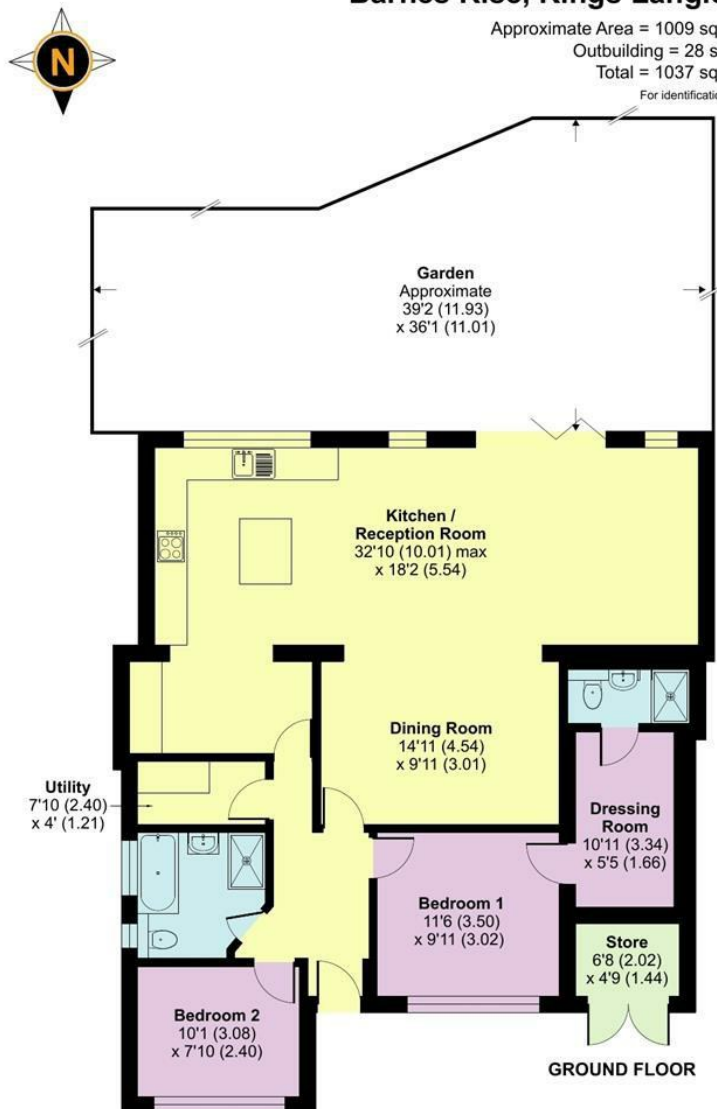 Barnes Rise, Kings
Approximate Area = 1009
Outbuilding = 28
Total = 1037
For
N
Garden
Approximate
39'2 (11.93)
x 36'1 (11.01)
Kitchen /
Reception Room
32'10 (10.01) max
x 18'2 (5.54)
Dining Room
14'11 (4.54)
x 9'11 (3.01)
Utility
7'10 (2.40)
x 4' (1.21)
Dressing
Room
10'11 (3.34)
x 5'5 (1.66)
Bedroom 1
11'6 (3.50)
x 9'11 (3.02)
Store
6'8 (2.02)
x 4'9 (1.44)
Bedroom 2
10'1 (3.08)
x 7'10 (2.40)
GROUND FLOOR